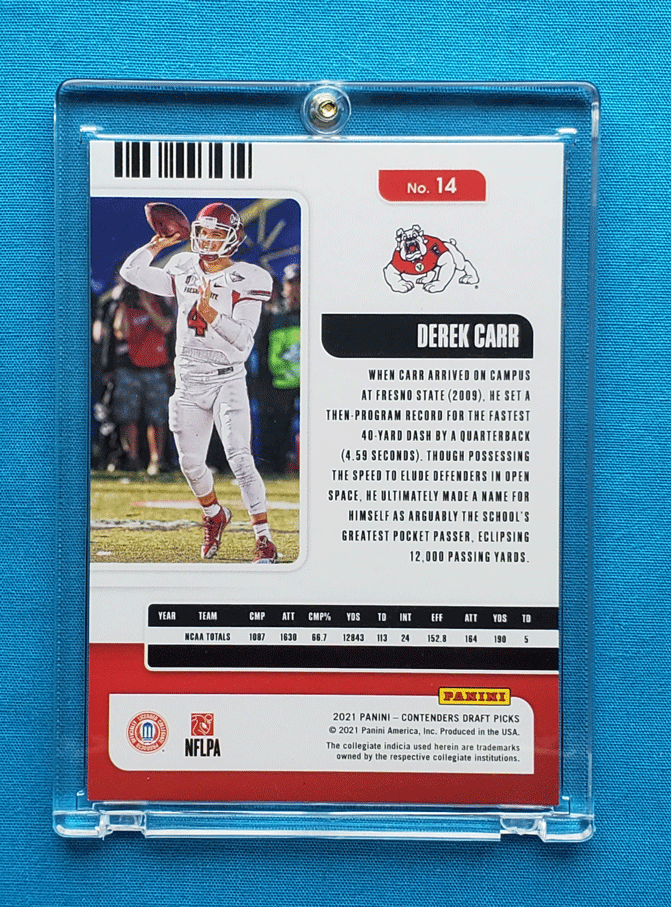 No. 14
FRESNO STATE
4
DEREK CARR
WHEN CARR ARRIVED ON CAMPUS
AT FRESNO STATE (2009), HE SET A
THEN-PROGRAM RECORD FOR THE FASTEST
40-YARD DASH BY A QUARTERBACK
(4.59 SECONDS). THOUGH POSSESSING
THE SPEED TO ELUDE DEFENDERS IN OPEN
SPACE, HE ULTIMATELY MADE A NAME FOR
HIMSELF AS ARGUABLY THE SCHOOL'S
GREATEST POCKET PASSER, ECLIPSING
12,000 PASSING YARDS.
YEAR TEAM CMP ATT CMP% YDS TD INT EFF ATT YDS TD
NCAA TOTALS 1087 1630 66.7 12843 113 24 152.8 164 190 5
PANINI
2021 PANINI – CONTENDERS DRAFT PICKS
© 2021 Panini America, Inc. Produced in the USA.
The collegiate indicia used herein are trademarks
owned by the respective collegiate institutions.
NFLPA